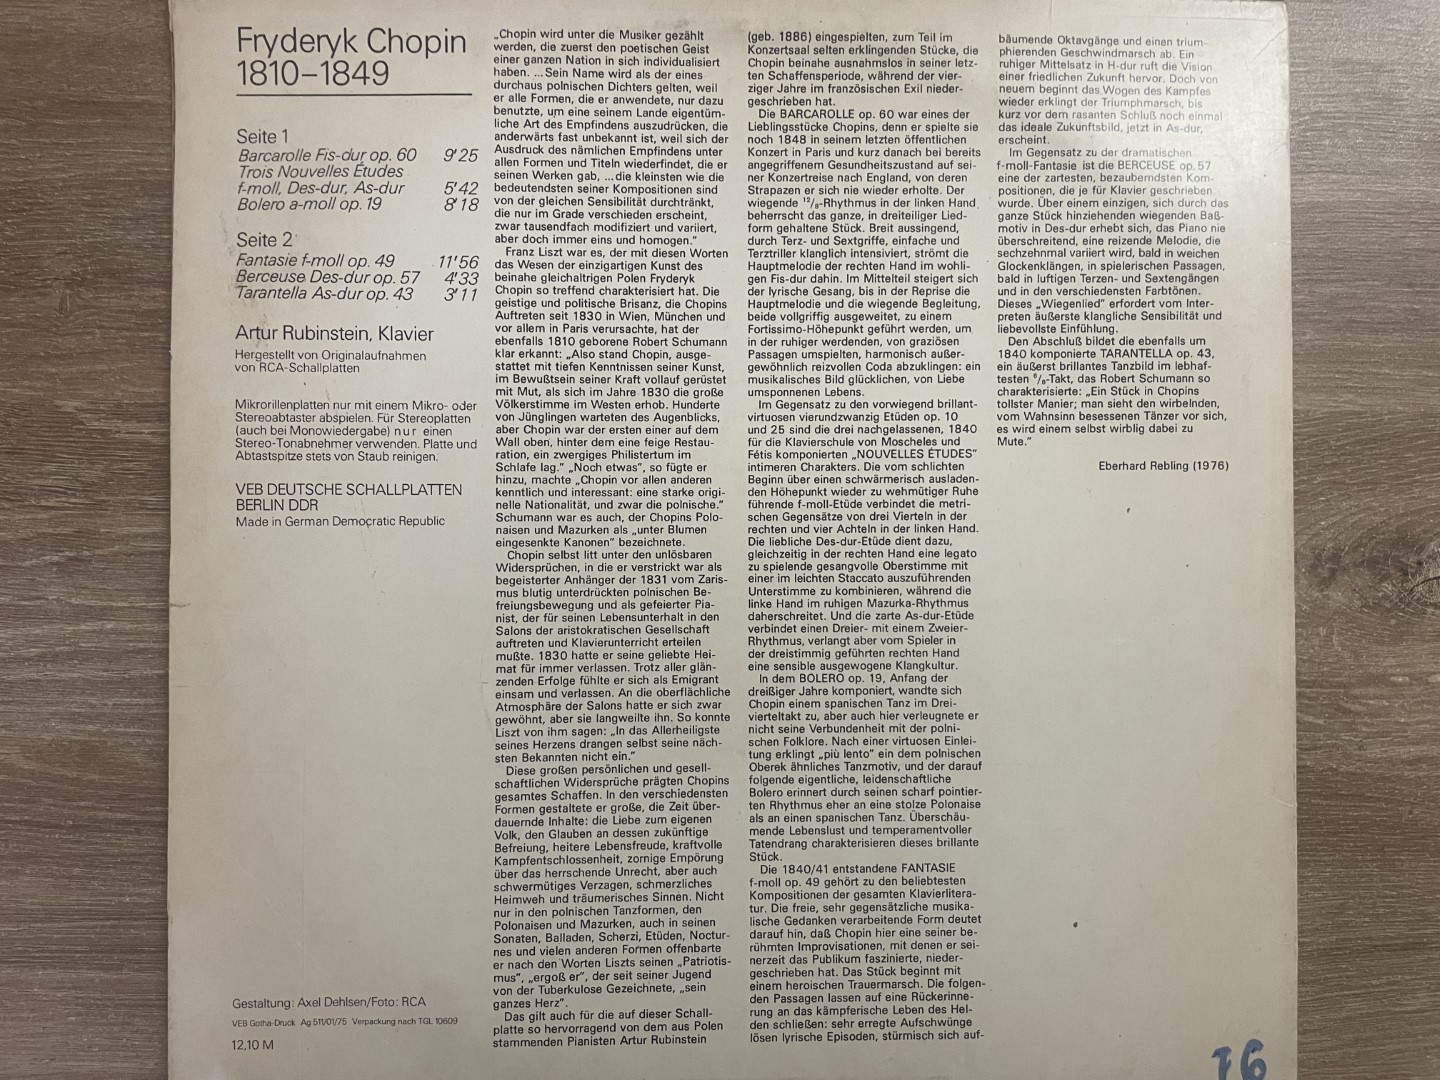 Fryderyk Chopin
1810–1849
Seite 1
Barcarolle Fis-dur op. 60 9'25
Trois Nouvelles Études
f-moll, Des-dur, As-dur 5'42
Bolero a-moll op. 19 8'18
Seite 2
Fantasie f-moll op. 49 11'56
Berceuse Des-dur op. 57 4'33
Tarantella As-dur op. 43 3'11
Artur Rubinstein, Klavier
Hergestellt von Originalaufnahmen
von RCA-Schallplatten
Mikrorillenplatten nur mit einem Mikro- oder
Stereoabtaster abspielen. Für Stereoplatten
(auch bei Monowiedergabe) n u r einen
Stereo-Tonabnehmer verwenden. Platte und
Abtastspitze stets von Staub reinigen.
VEB DEUTSCHE SCHALLPLATTEN
BERLIN DDR
Made in German Democratic Republic
Gestaltung: Axel Dehlsen/Foto: RCA
VEB Gotha-Druck Ag 511/01/75 Verpackung nach TGL 10609
12,10 M
„Chopin wird unter die Musiker gezählt
werden, die zuerst den poetischen Geist
einer ganzen Nation in sich individualisiert
haben. ...Sein Name wird als der eines
durchaus polnischen Dichters gelten, weil
er alle Formen, die er anwendete, nur dazu
benutzte, um eine seinem Lande eigentüm-
liche Art des Empfindens auszudrücken, die
anderwärts fast unbekannt ist, weil sich der
Ausdruck des nämlichen Empfindens unter
allen Formen und Titeln wiederfindet, die er
seinen Werken gab, ...die kleinsten wie die
bedeutendsten seiner Kompositionen sind
von der gleichen Sensibilität durchtränkt,
die nur im Grade verschieden erscheint,
zwar tausendfach modifiziert und variiert,
aber doch immer eins und homogen.“
Franz Liszt war es, der mit diesen Worten
das Wesen der einzigartigen Kunst des
beinahe gleichaltrigen Polen Fryderyk
Chopin so treffend charakterisiert hat. Die
geistige und politische Brisanz, die Chopins
Auftreten seit 1830 in Wien, München und
vor allem in Paris verursachte, hat der
ebenfalls 1810 geborene Robert Schumann
klar erkannt: „Also stand Chopin, ausge-
stattet mit tiefen Kenntnissen seiner Kunst,
im Bewußtsein seiner Kraft vollauf gerüstet
mit Mut, als sich im Jahre 1830 die große
Völkerstimme im Westen erhob. Hunderte
von Jünglingen warteten des Augenblicks,
aber Chopin war der ersten einer auf dem
Wall oben, hinter dem eine feige Restau-
ration, ein zwergiges Philistertum im
Schlafe lag.“ „Noch etwas“, so fügte er
hinzu, machte „Chopin vor allen anderen
kenntlich und interessant: eine starke origi-
nelle Nationalität, und zwar die polnische.“
Schumann war es auch, der Chopins Polo-
naisen und Mazurken als „unter Blumen
eingesenkte Kanonen“ bezeichnete.
Chopin selbst litt unter den unlösbaren
Widersprüchen, in die er verstrickt war als
begeisterter Anhänger der 1831 vom Zaris-
mus blutig unterdrückten polnischen Be-
freiungsbewegung und als gefeierter Pia-
nist, der für seinen Lebensunterhalt in den
Salons der aristokratischen Gesellschaft
auftreten und Klavierunterricht erteilen
mußte. 1830 hatte er seine geliebte Hei-
mat für immer verlassen. Trotz aller glän-
zenden Erfolge fühlte er sich als Emigrant
einsam und verlassen. An die oberflächliche
Atmosphäre der Salons hatte er sich zwar
gewöhnt, aber sie langweilte ihn. So konnte
Liszt von ihm sagen: „In das Allerheiligste
seines Herzens drangen selbst seine näch-
sten Bekannten nicht ein.“
Diese großen persönlichen und gesell-
schaftlichen Widersprüche prägten Chopins
gesamtes Schaffen. In den verschiedensten
Formen gestaltete er große, die Zeit über-
dauernde Inhalte: die Liebe zum eigenen
Volk, den Glauben an dessen zukünftige
Befreiung, heitere Lebensfreude, kraftvolle
Kampfentschlossenheit, zornige Empörung
über das herrschende Unrecht, aber auch
schwermütiges Verzagen, schmerzliches
Heimweh und träumerisches Sinnen. Nicht
nur in den polnischen Tanzformen, den
Polonaisen und Mazurken, auch in seinen
Sonaten, Balladen, Scherzi, Etüden, Noctur-
nes und vielen anderen Formen offenbarte
er nach den Worten Liszts seinen „Patriotis-
mus“, „ergoß er“, der seit seiner Jugend
von der Tuberkulose Gezeichnete, „sein
ganzes Herz“.
Das gilt auch für die auf dieser Schall-
platte so hervorragend von dem aus Polen
stammenden Pianisten Artur Rubinstein
(geb. 1886) eingespielten, zum Teil im
Konzertsaal selten erklingenden Stücke, die
Chopin beinahe ausnahmslos in seiner letz-
ten Schaffensperiode, während der vier-
ziger Jahre im französischen Exil nieder-
geschrieben hat.
Die BARCAROLLE op. 60 war eines der
Lieblingsstücke Chopins, denn er spielte sie
noch 1848 in seinem letzten öffentlichen
Konzert in Paris und kurz danach bei bereits
angegriffenem Gesundheitszustand auf sei-
ner Konzertreise nach England, von deren
Strapazen er sich nie wieder erholte. Der
wiegende 12/8-Rhythmus in der linken Hand
beherrscht das ganze, in dreiteiliger Lied-
form gehaltene Stück. Breit aussingend,
durch Terz- und Sextgriffe, einfache und
Terztriller klanglich intensiviert, strömt die
Hauptmelodie der rechten Hand im wohli-
gen Fis-dur dahin. Im Mittelteil steigert sich
der lyrische Gesang, bis in der Reprise die
Hauptmelodie und die wiegende Begleitung,
beide vollgriffig ausgeweitet, zu einem
Fortissimo-Höhepunkt geführt werden, um
in der ruhiger werdenden, von graziösen
Passagen umspielten, harmonisch außer-
gewöhnlich reizvollen Coda abzuklingen: ein
musikalisches Bild glücklichen, von Liebe
umsponnenen Lebens.
Im Gegensatz zu den vorwiegend brillant-
virtuosen vierundzwanzig Etüden op. 10
und 25 sind die drei nachgelassenen, 1840
für die Klavierschule von Moscheles und
Fétis komponierten „NOUVELLES ÉTUDES“
intimeren Charakters. Die vom schlichten
Beginn über einen schwärmerisch ausladen-
den Höhepunkt wieder zu wehmütiger Ruhe
führende f-moll-Etüde verbindet die metri-
schen Gegensätze von drei Vierteln in der
rechten und vier Achteln in der linken Hand.
Die liebliche Des-dur-Etüde dient dazu,
gleichzeitig in der rechten Hand eine legato
zu spielende gesangvolle Oberstimme mit
einer im leichten Staccato auszuführenden
Unterstimme zu kombinieren, während die
linke Hand im ruhigen Mazurka-Rhythmus
daherschreitet. Und die zarte As-dur-Etüde
verbindet einen Dreier- mit einem Zweier-
Rhythmus, verlangt aber vom Spieler in
der dreistimmig geführten rechten Hand
eine sensible ausgewogene Klangkultur.
In dem BOLERO op. 19, Anfang der
dreißiger Jahre komponiert, wandte sich
Chopin einem spanischen Tanz im Drei-
vierteltakt zu, aber auch hier verleugnete er
nicht seine Verbundenheit mit der polni-
schen Folklore. Nach einer virtuosen Einlei-
tung erklingt „più lento“ ein dem polnischen
Oberek ähnliches Tanzmotiv, und der darauf
folgende eigentliche, leidenschaftliche
Bolero erinnert durch seinen scharf pointier-
ten Rhythmus eher an eine stolze Polonaise
als an einen spanischen Tanz. Überschäu-
mende Lebenslust und temperamentvoller
Tatendrang charakterisieren dieses brillante
Stück.
Die 1840/41 entstandene FANTASIE
f-moll op. 49 gehört zu den beliebtesten
Kompositionen der gesamten Klavierlitera-
tur. Die freie, sehr gegensätzliche musika-
lische Gedanken verarbeitende Form deutet
darauf hin, daß Chopin hier eine seiner be-
rühmten Improvisationen, mit denen er sei-
nerzeit das Publikum faszinierte, nieder-
geschrieben hat. Das Stück beginnt mit
einem heroischen Trauermarsch. Die folgen-
den Passagen lassen auf eine Rückerinne-
rung an das kämpferische Leben des Hel-
den schließen: sehr erregte Aufschwünge
lösen lyrische Episoden, stürmisch sich auf-
bäumende Oktavgänge und einen trium-
phierenden Geschwindmarsch ab. Ein
ruhiger Mittelsatz in H-dur ruft die Vision
einer friedlichen Zukunft hervor. Doch von
neuem beginnt das Wogen des Kampfes
wieder erklingt der Triumphmarsch, bis
kurz vor dem rasanten Schluß noch einmal
das ideale Zukunftsbild, jetzt in As-dur,
erscheint.
Im Gegensatz zu der dramatischen
f-moll-Fantasie ist die BERCEUSE op. 57
eine der zartesten, bezauberndsten Kom-
positionen, die je für Klavier geschrieben
wurde. Über einem einzigen, sich durch das
ganze Stück hinziehenden wiegenden Baß-
motiv in Des-dur erhebt sich, das Piano nie
überschreitend, eine reizende Melodie, die
sechzehnmal variiert wird, bald in weichen
Glockenklängen, in spielerischen Passagen,
bald in luftigen Terzen- und Sextengängen
und in den verschiedensten Farbtönen.
Dieses „Wiegenlied“ erfordert vom Inter-
preten äußerste klangliche Sensibilität und
liebevollste Einfühlung.
Den Abschluß bildet die ebenfalls um
1840 komponierte TARANTELLA op. 43,
ein äußerst brillantes Tanzbild im lebhaf-
testen 6/8-Takt, das Robert Schumann so
charakterisierte: „Ein Stück in Chopins
tollster Manier; man sieht den wirbelnden,
vom Wahnsinn besessenen Tänzer vor sich,
es wird einem selbst wirblig dabei zu
Mute.“
Eberhard Rebling (1976)
76